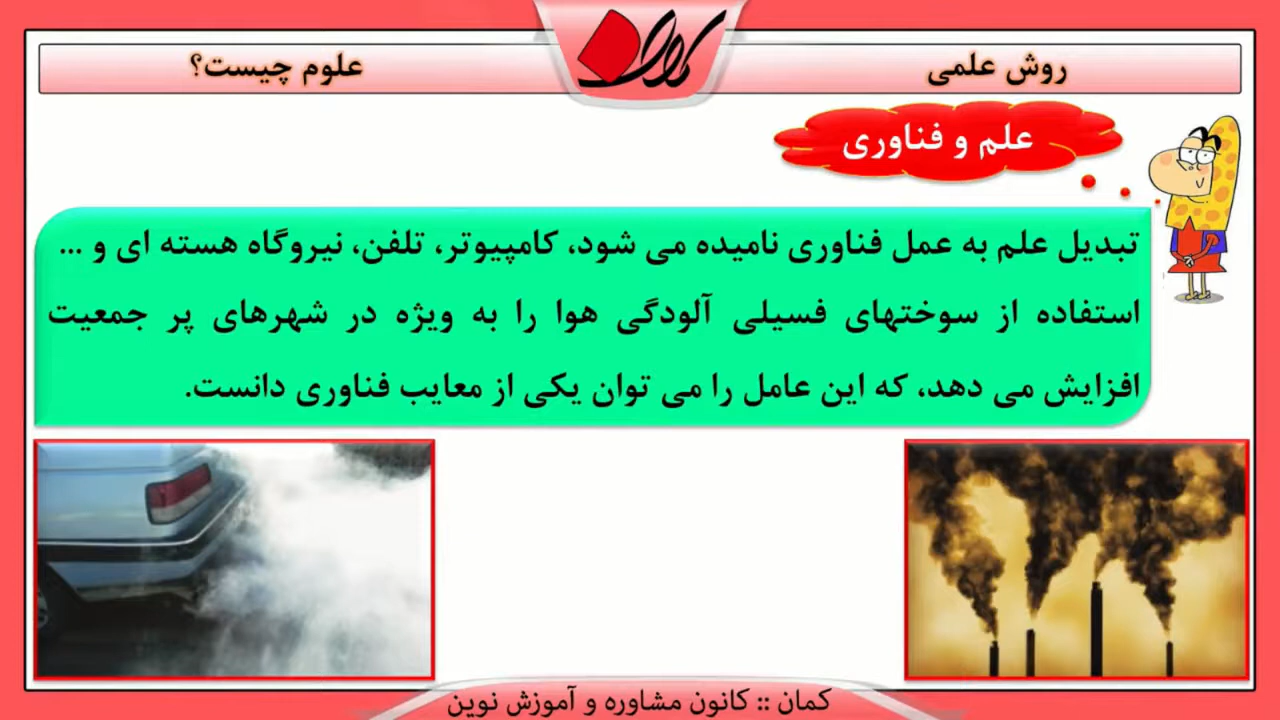 روش علمی
علوم چیست؟
کمان
علم و فناوری
تبدیل علم به عمل فناوری نامیده می شود، کامپیوتر، تلفن، نیروگاه هسته ای و ...
استفاده از سوختهای فسیلی آلودگی هوا را به ویژه در شهرهای پر جمعیت
افزایش می دهد، که این عامل را می توان یکی از معایب فناوری دانست.
کمان :: کانون مشاوره و آموزش نوین